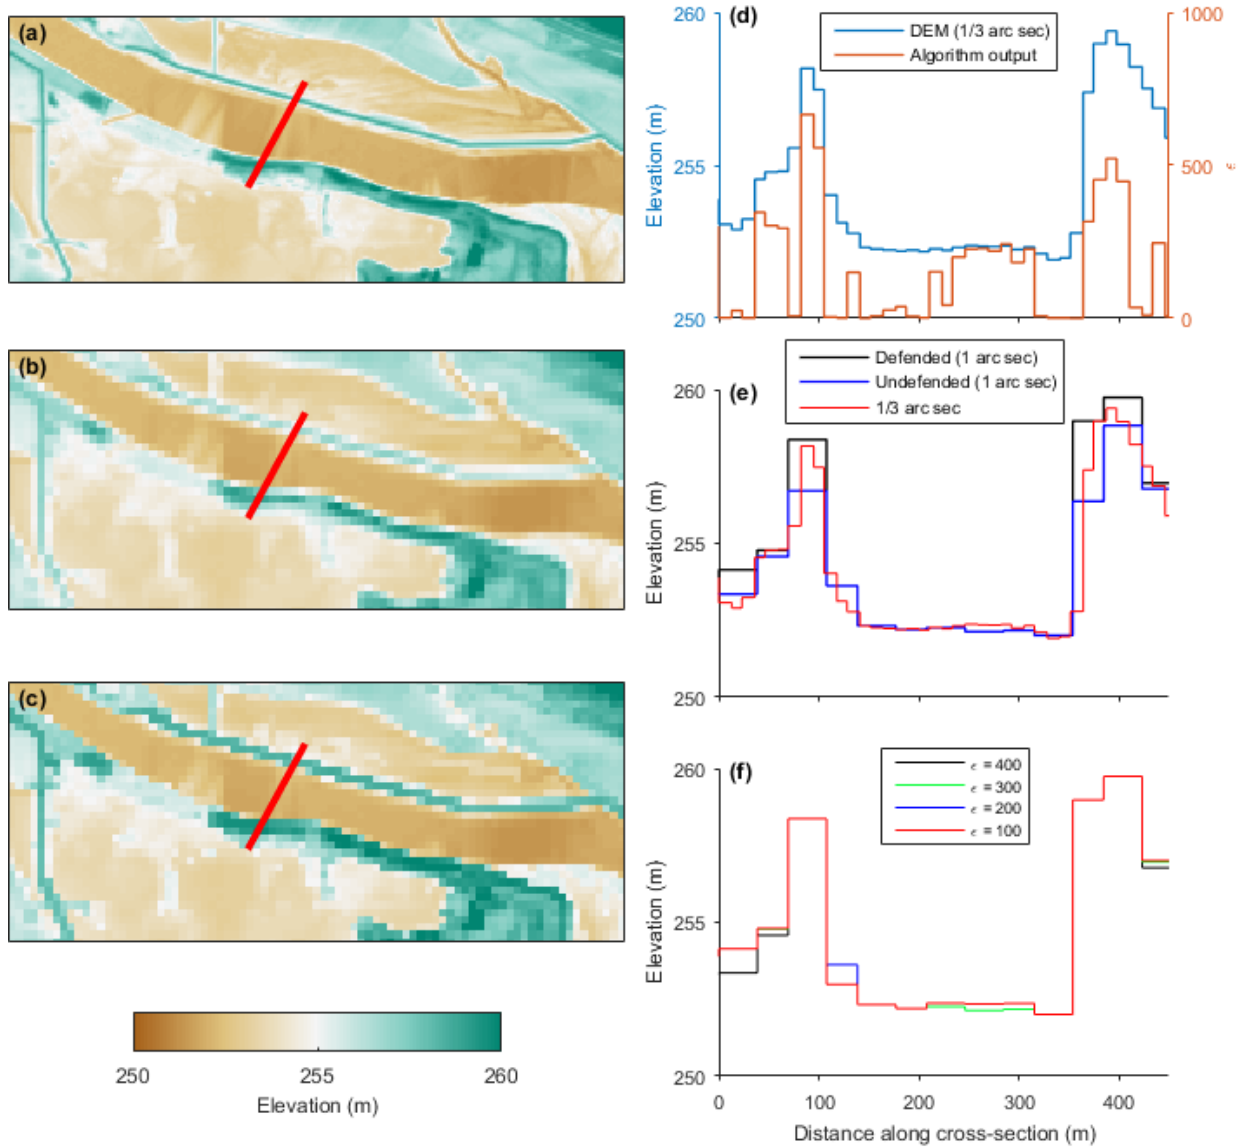 (a)
(b)
(c)
250
255
260
Elevation (m)
(d)
DEM (1/3 arc sec)
Algorithm output
260
255
250
Elevation (m)
1000
500
0
ε
(e)
Defended (1 arc sec)
Undefended (1 arc sec)
1/3 arc sec
260
255
250
Elevation (m)
(f)
ϵ = 400
ϵ = 300
ϵ = 200
ϵ = 100
260
255
250
Elevation (m)
0
100
200
300
400
Distance along cross-section (m)